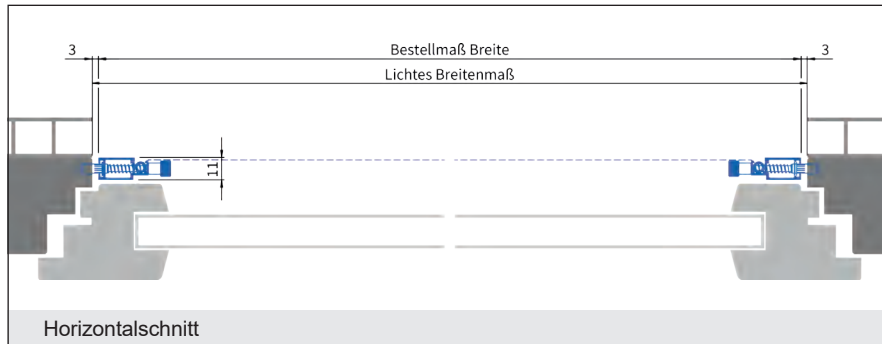 3
Bestellmaß Breite
3
Lichtes Breitenmaß
11
Horizontalschnitt